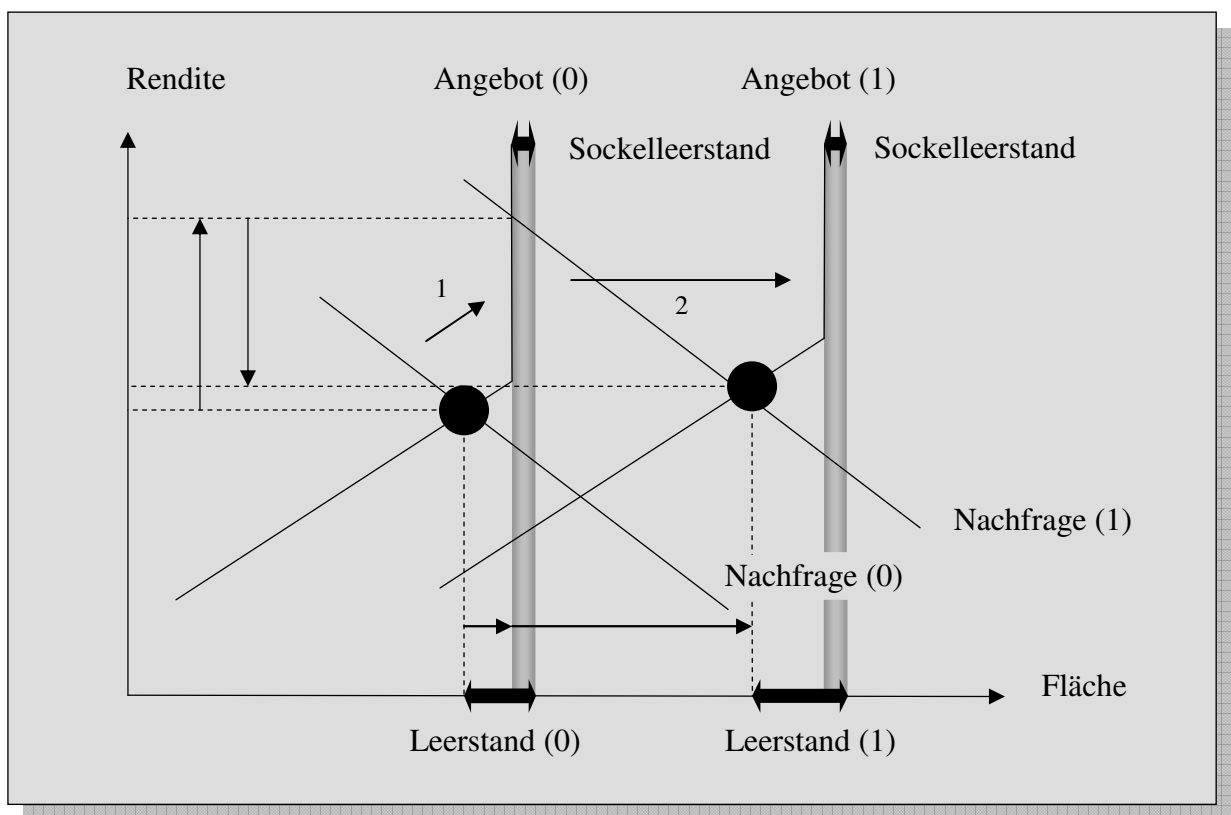 Rendite
Angebot (0)
Angebot (1)
Sockelleerstand
Sockelleerstand
1
2
Nachfrage (1)
Nachfrage (0)
Fläche
Leerstand (0)
Leerstand (1)